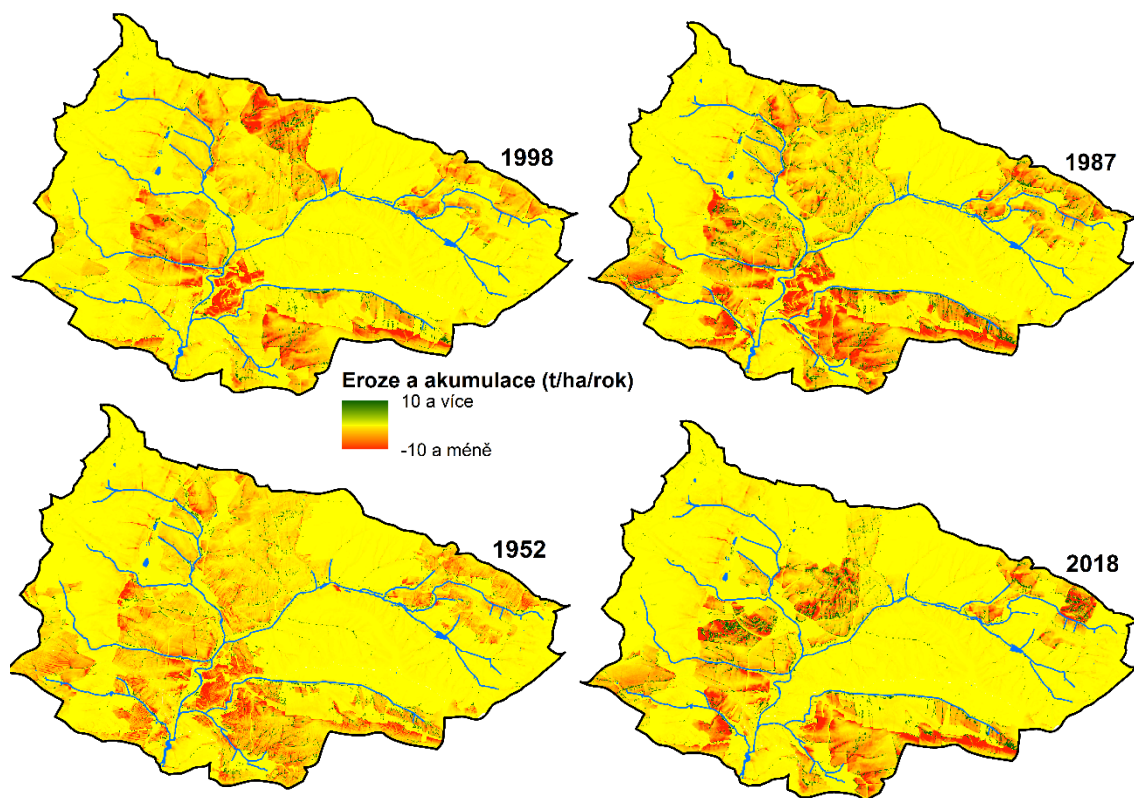 1998
1987
Eroze a akumulace (t/ha/rok)
10 a více
-10 a méně
1952
2018